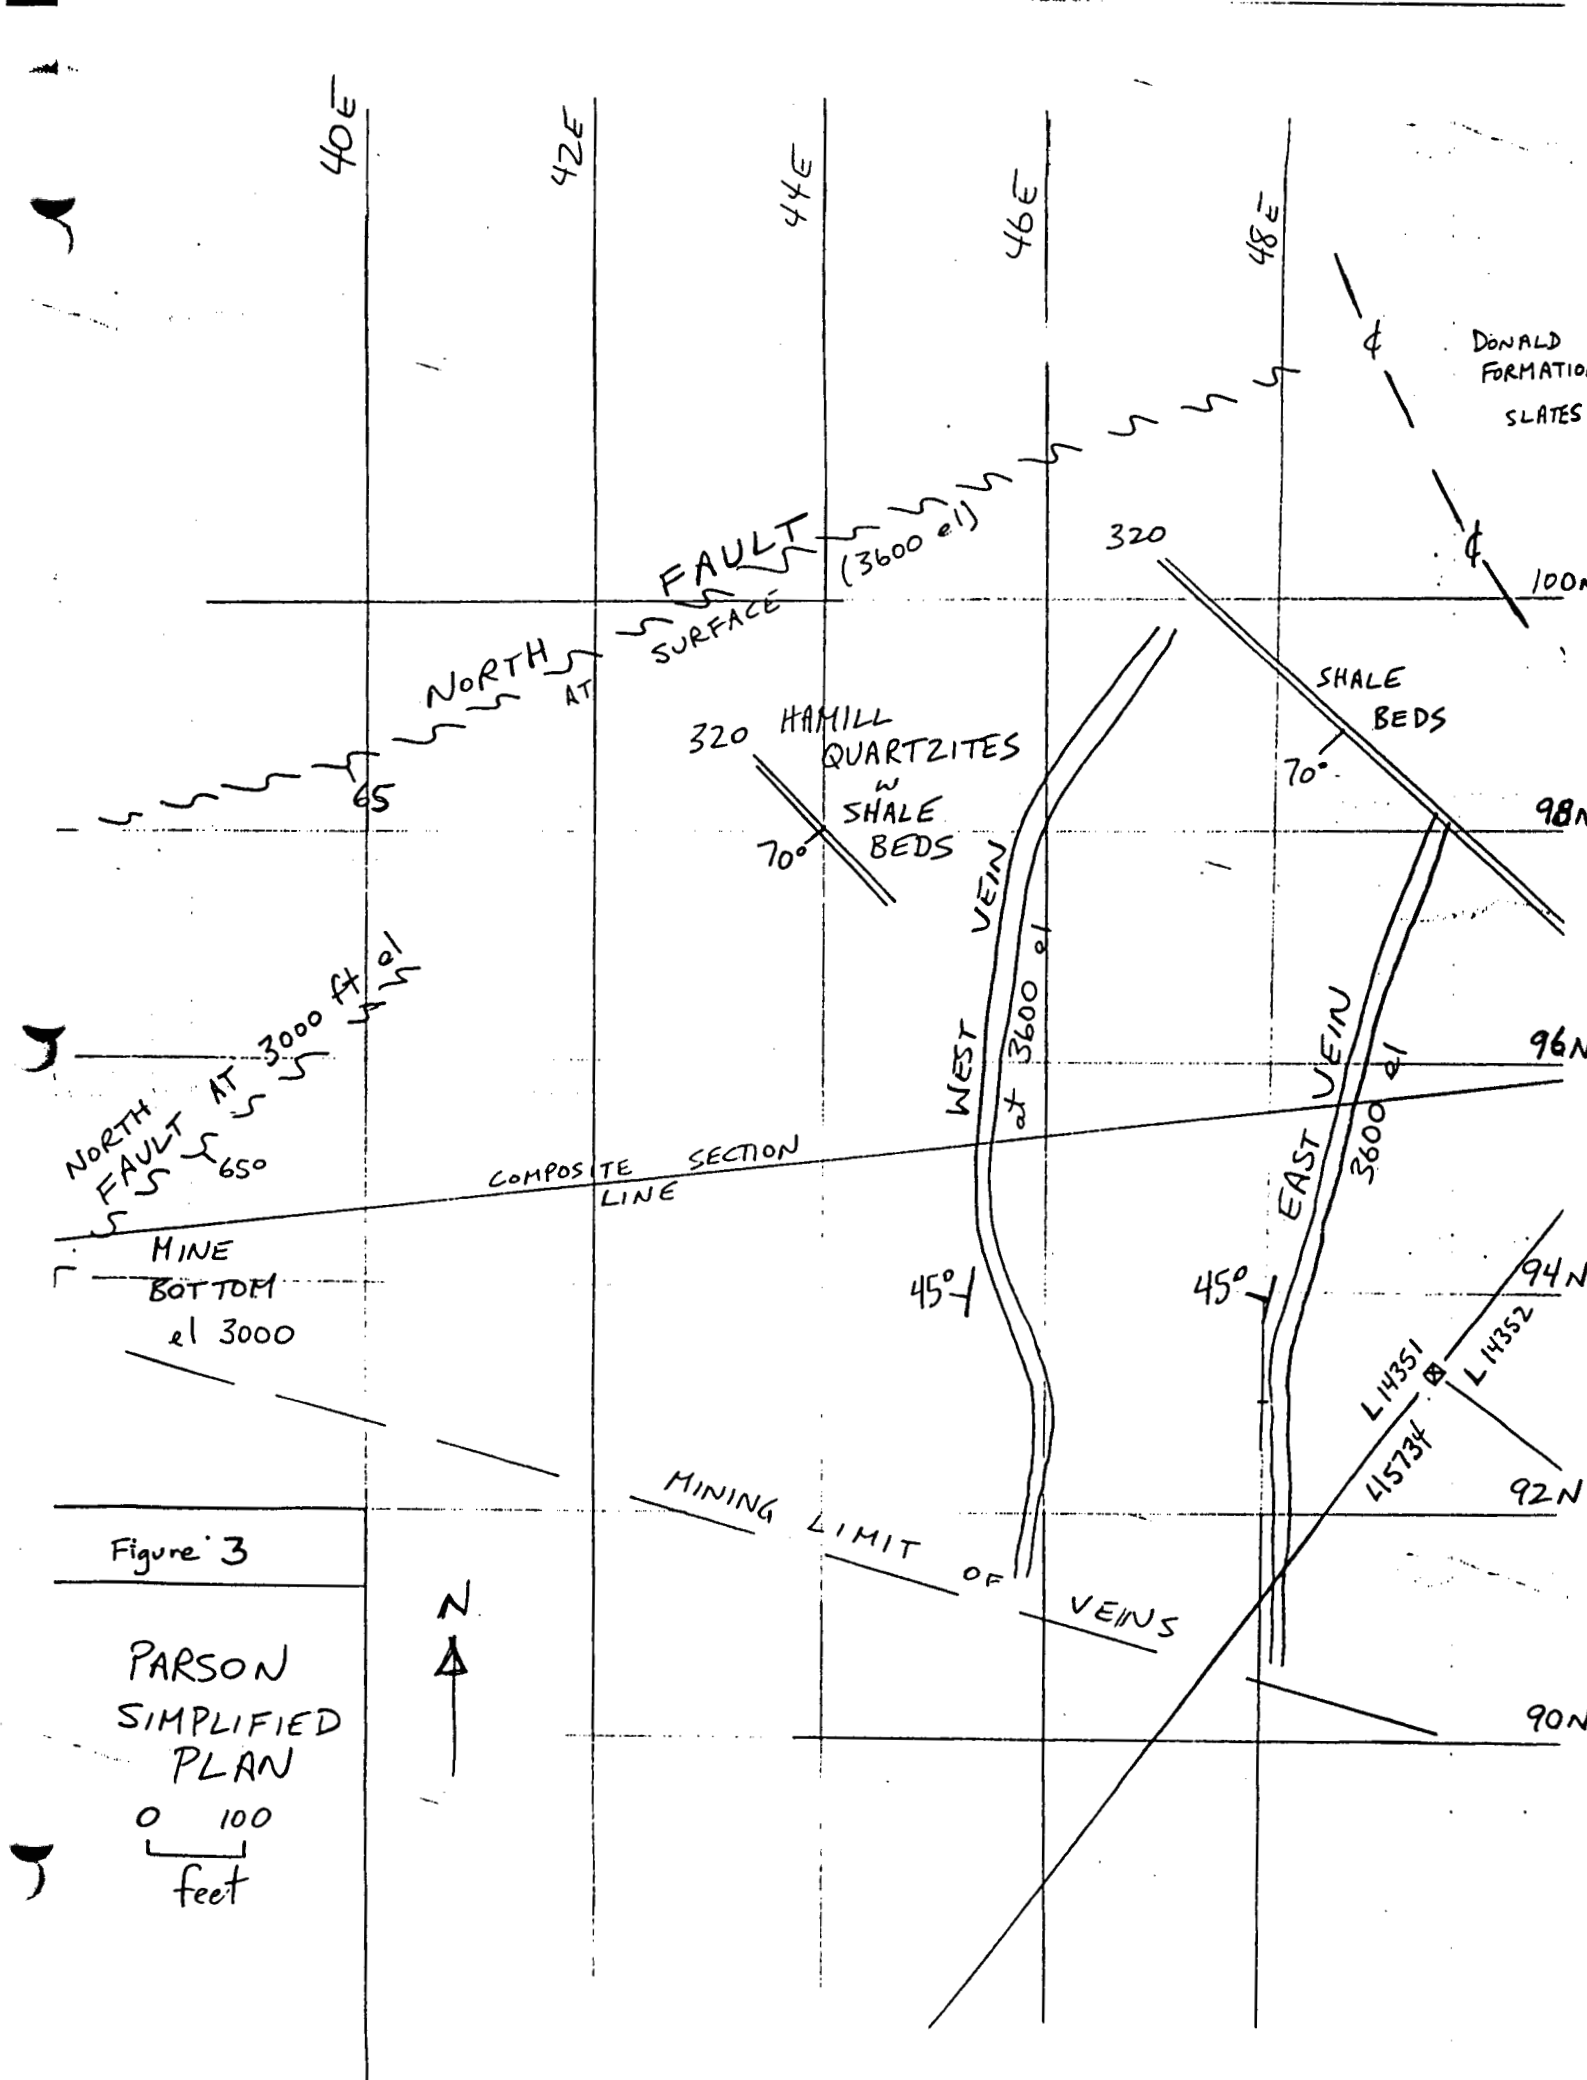 40E
42E
44E
46E
48E
¢
DONALD
FORMATION
SLATES
¢
100N
320
SHALE
BEDS
70°
NORTH FAULT
AT SURFACE (3600 el)
65
320
HAMILL
QUARTZITES
w
SHALE
BEDS
70°
98N
WEST VEIN
at 3600 el
EAST VEIN
3600 el
96N
NORTH
FAULT AT 3000 ft el
65°
COMPOSITE SECTION
LINE
MINE
BOTTOM
el 3000
45°
45°
94N
L14351
L14352
L15734
92N
MINING LIMIT OF VEINS
90N
Figure 3
N
PARSON
SIMPLIFIED
PLAN
0 100
feet